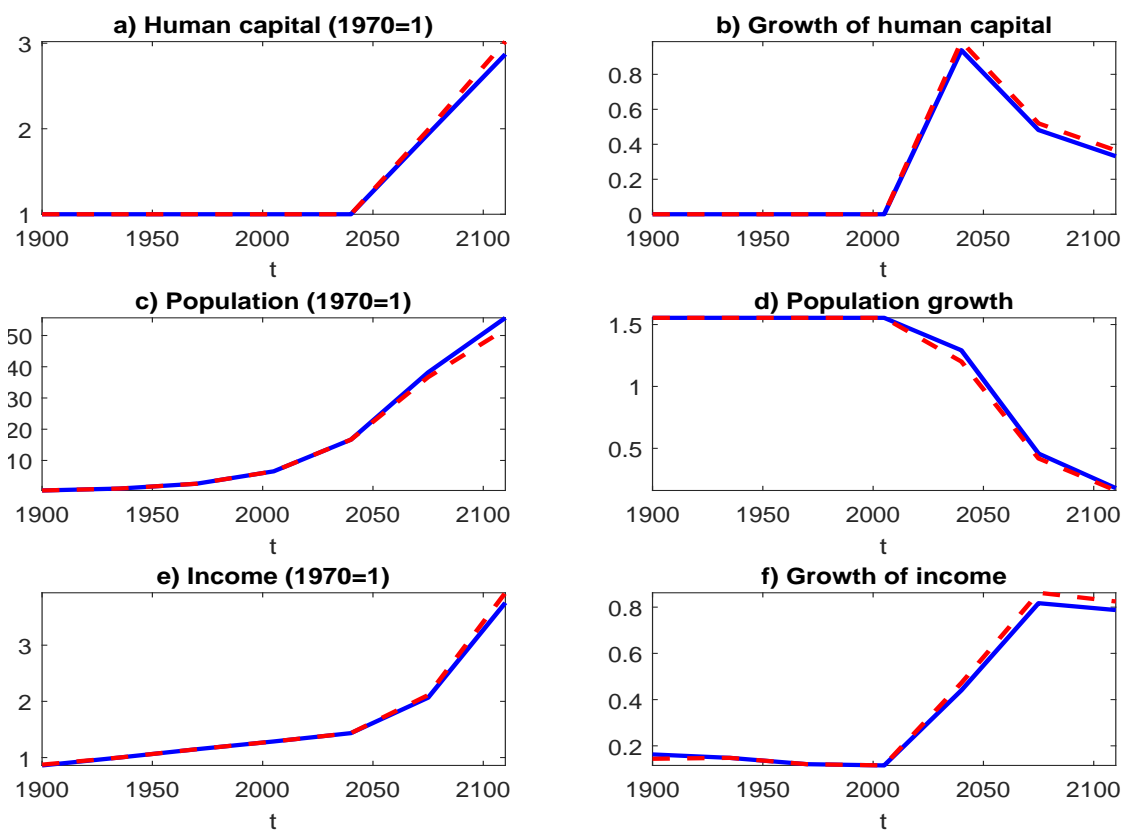 a) Human capital (1970=1)
3
2
1
1900 1950 2000 2050 2100
t
b) Growth of human capital
0.8
0.6
0.4
0.2
0
1900 1950 2000 2050 2100
t
c) Population (1970=1)
50
40
30
20
10
1900 1950 2000 2050 2100
t
d) Population growth
1.5
1
0.5
1900 1950 2000 2050 2100
t
e) Income (1970=1)
3
2
1
1900 1950 2000 2050 2100
t
f) Growth of income
0.8
0.6
0.4
0.2
1900 1950 2000 2050 2100
t